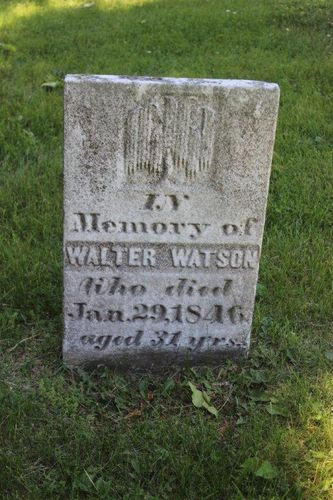 IN
Memory of
WALTER WATSON
Who died
Jan. 29, 1846,
aged 31 yrs.